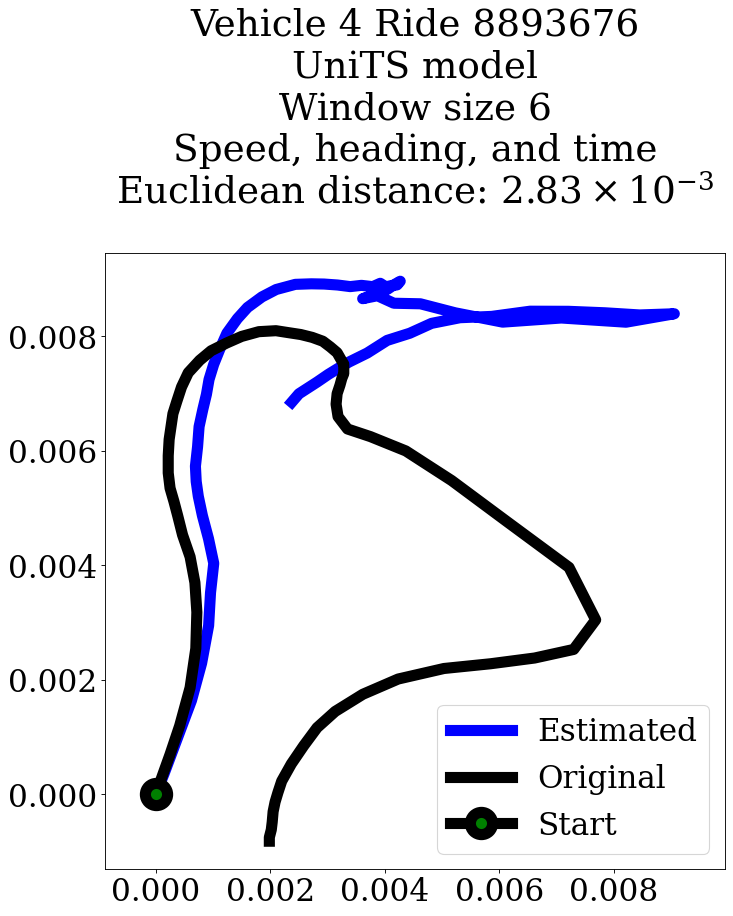 Vehicle 4 Ride 8893676
UniTS model
Window size 6
Speed, heading, and time
Euclidean distance: 2.83 × 10⁻³
0.008
0.006
0.004
0.002
0.000
Estimated
Original
Start
0.000 0.002 0.004 0.006 0.008